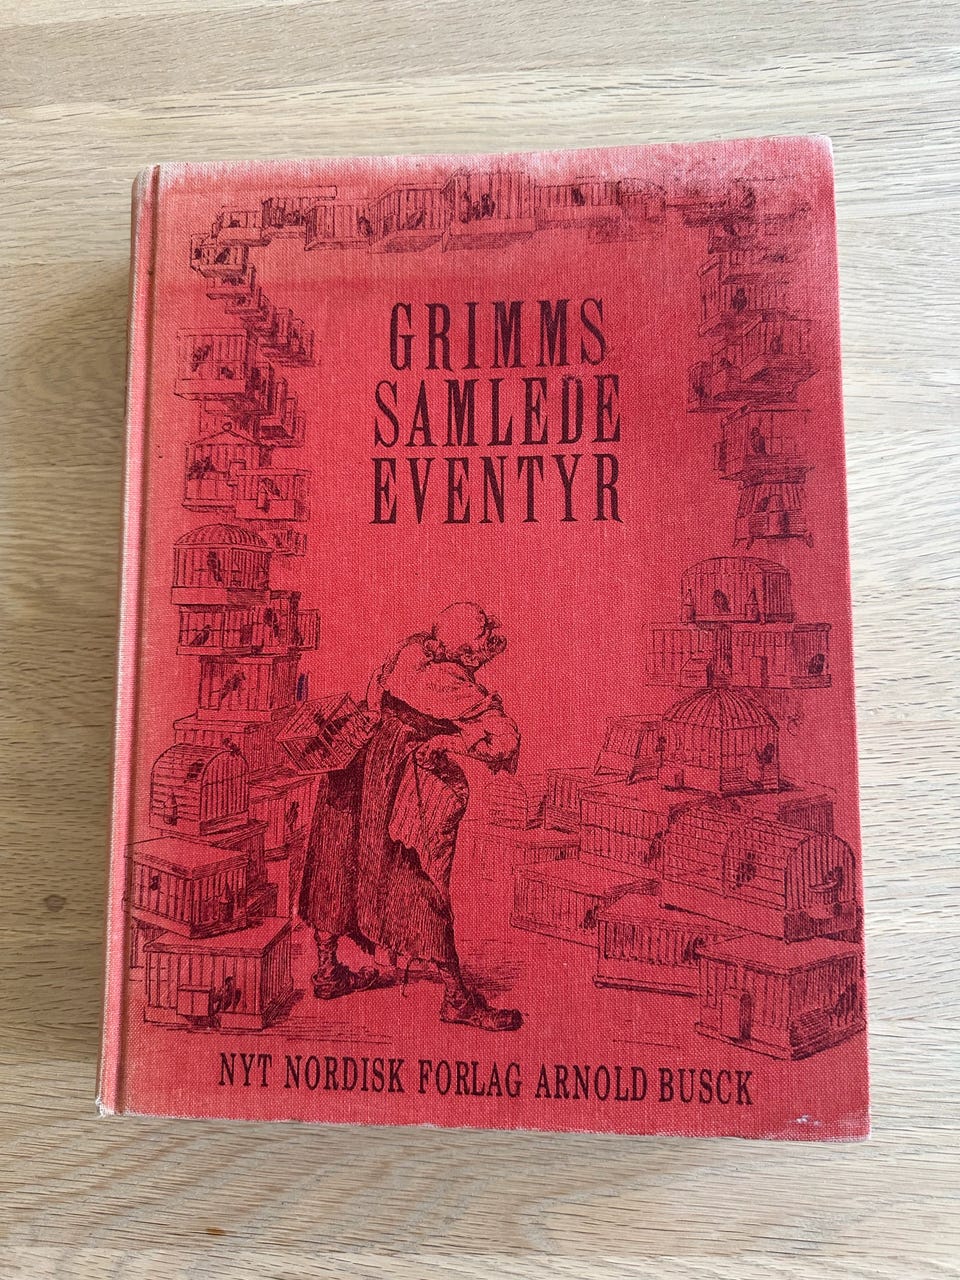 GRIMMS
SAMLEDE
EVENTYR
NYT NORDISK FORLAG ARNOLD BUSCK